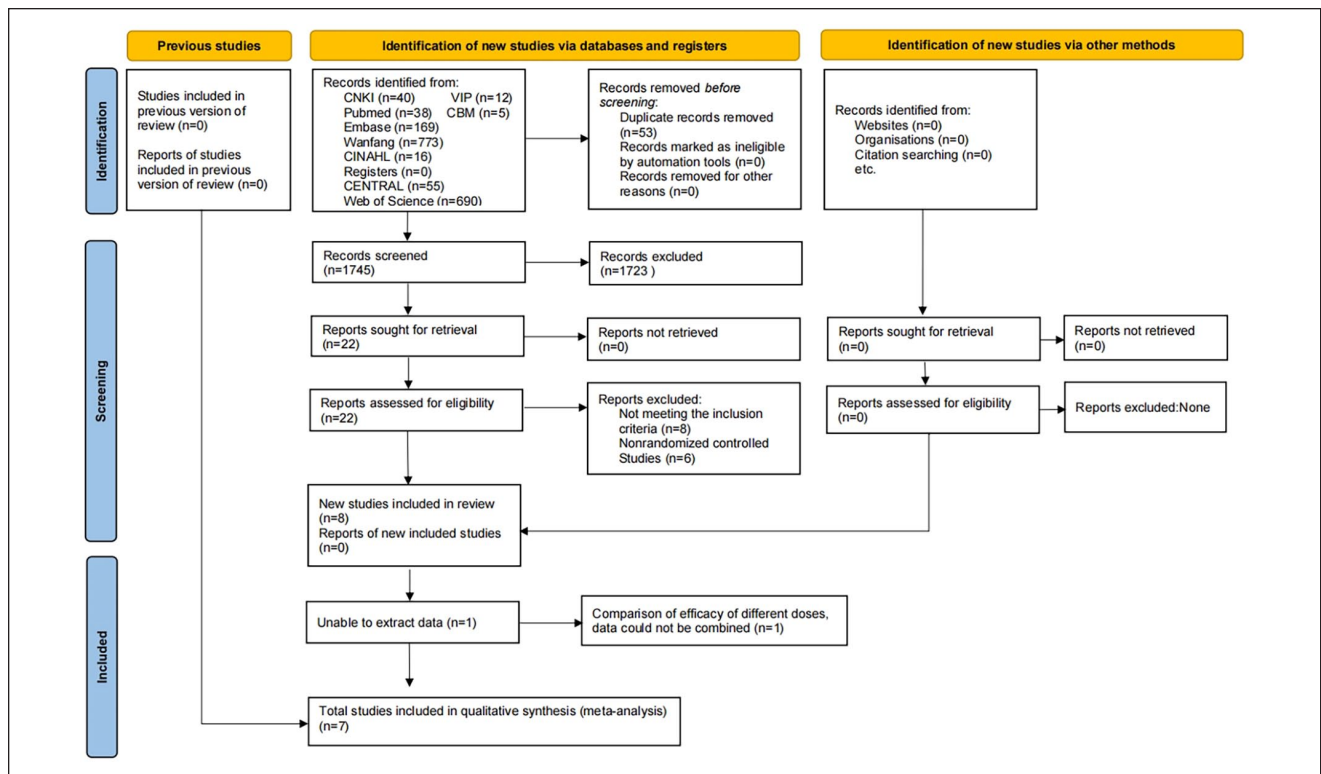 Previous studies
Identification of new studies via databases and registers
Identification of new studies via other methods
Identification
Studies included in
previous version of
review (n=0)
Reports of studies
included in previous
version of review (n=0)
Records identified from:
CNKI (n=40) VIP (n=12)
Pubmed (n=38) CBM (n=5)
Embase (n=169)
Wanfang (n=773)
CINAHL (n=16)
Registers (n=0)
CENTRAL (n=55)
Web of Science (n=690)
Records removed before
screening:
Duplicate records removed
(n=53)
Records marked as ineligible
by automation tools (n=0)
Records removed for other
reasons (n=0)
Records identified from:
Websites (n=0)
Organisations (n=0)
Citation searching (n=0)
etc.
Screening
Records screened
(n=1745)
Records excluded
(n=1723 )
Reports sought for retrieval
(n=22)
Reports not retrieved
(n=0)
Reports sought for retrieval
(n=0)
Reports not retrieved
(n=0)
Reports assessed for eligibility
(n=22)
Reports excluded:
Not meeting the inclusion
criteria (n=8)
Nonrandomized controlled
Studies (n=6)
Reports assessed for eligibility
(n=0)
Reports excluded:None
New studies included in review
(n=8)
Reports of new included studies
(n=0)
Included
Unable to extract data (n=1)
Comparison of efficacy of different doses,
data could not be combined (n=1)
Total studies included in qualitative synthesis (meta-analysis)
(n=7)